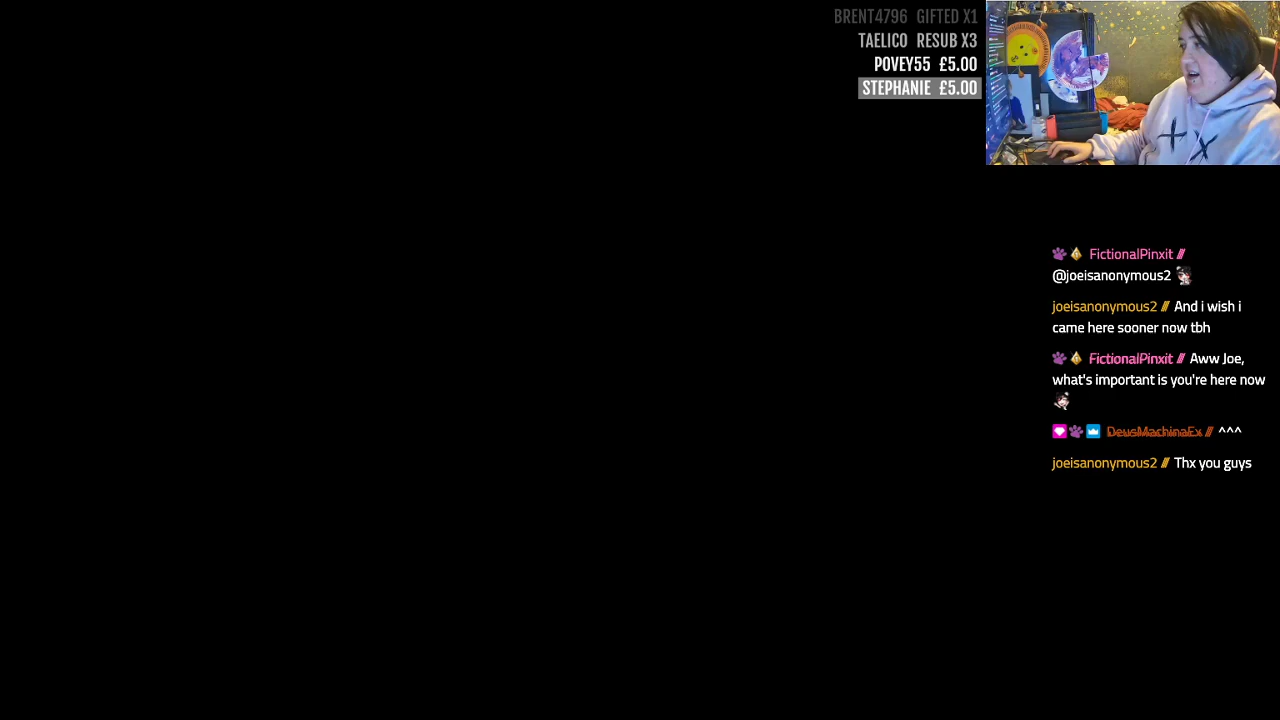 BRENT4796 GIFTED X1
TAELICO RESUB X3
POVEY55 £5.00
STEPHANIE £5.00
FictionalPinxit //
@joeisanonymous2
joeisanonymous2 // And i wish i
came here sooner now tbh
FictionalPinxit // Aww Joe,
what's important is you're here now
DeusMachinaEx // ^^^
joeisanonymous2 // Thx you guys